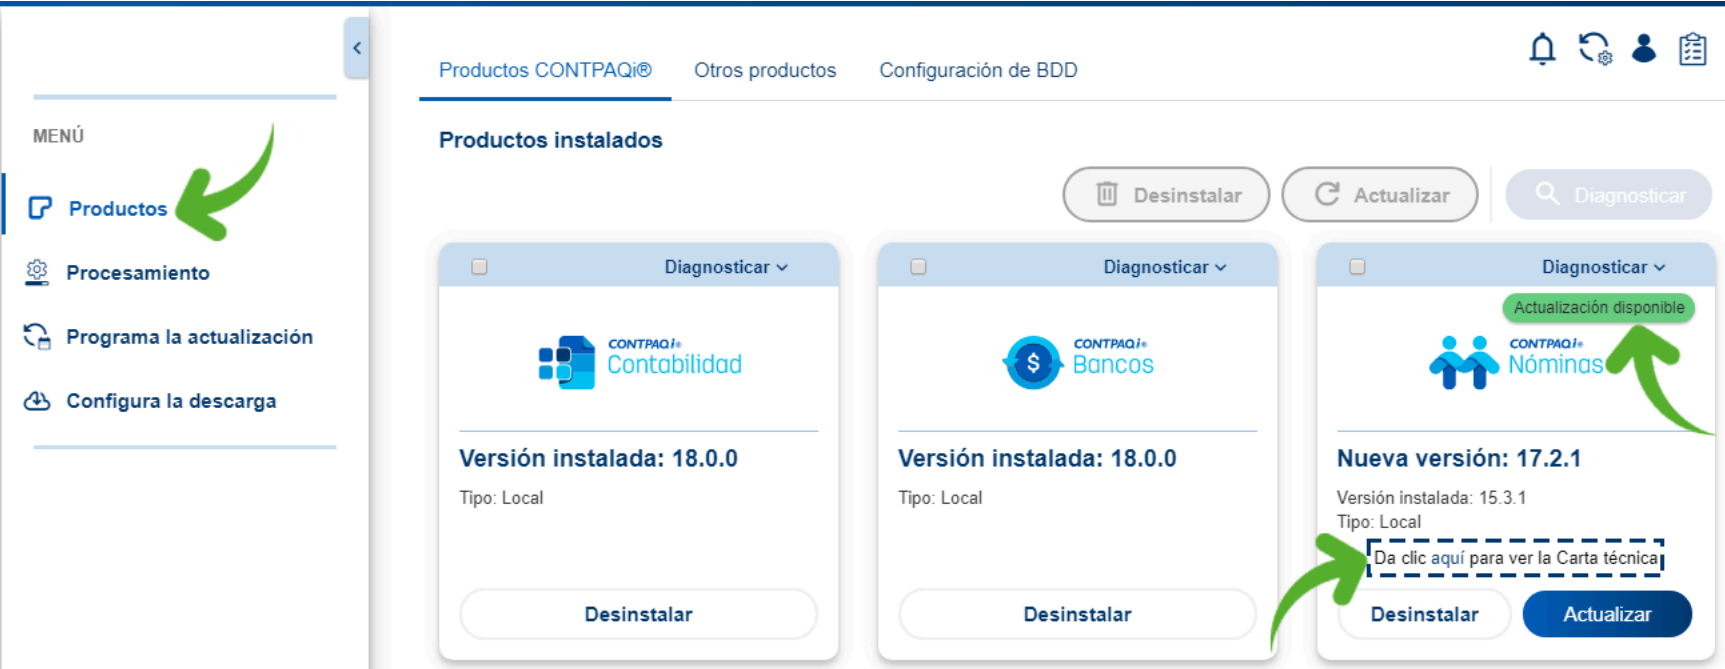 Productos CONTPAQi®
Otros productos
Configuración de BDD
MENÚ
Productos
Procesamiento
Programa la actualización
Configura la descarga
Productos instalados
Desinstalar
Actualizar
Diagnosticar
Diagnosticar
CONTPAQi®
Contabilidad
Versión instalada: 18.0.0
Tipo: Local
Desinstalar
Diagnosticar
CONTPAQi®
Bancos
Versión instalada: 18.0.0
Tipo: Local
Desinstalar
Diagnosticar
Actualización disponible
CONTPAQi®
Nóminas
Nueva versión: 17.2.1
Versión instalada: 15.3.1
Tipo: Local
Da clic aquí para ver la Carta técnica
Desinstalar
Actualizar